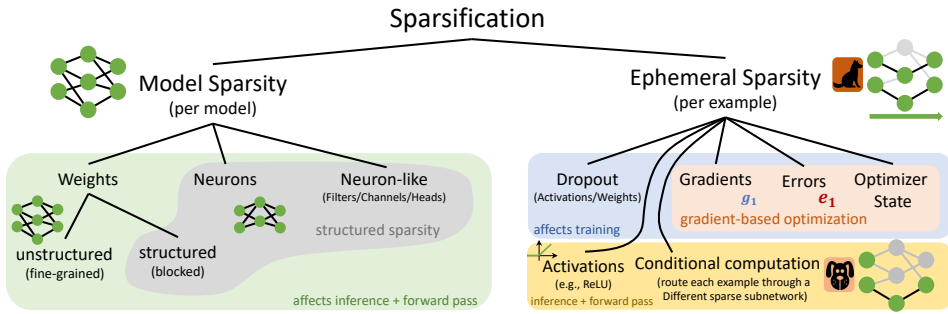 Sparsification
Model Sparsity
(per model)
Ephemeral Sparsity
(per example)
Weights
Neurons
Neuron-like
(Filters/Channels/Heads)
structured sparsity
unstructured
(fine-grained)
structured
(blocked)
affects inference + forward pass
Dropout
(Activations/Weights)
Gradients
g₁
Errors
e₁
Optimizer
State
gradient-based optimization
affects training
Activations
(e.g., ReLU)
inference + forward pass
Conditional computation
(route each example through a
Different sparse subnetwork)